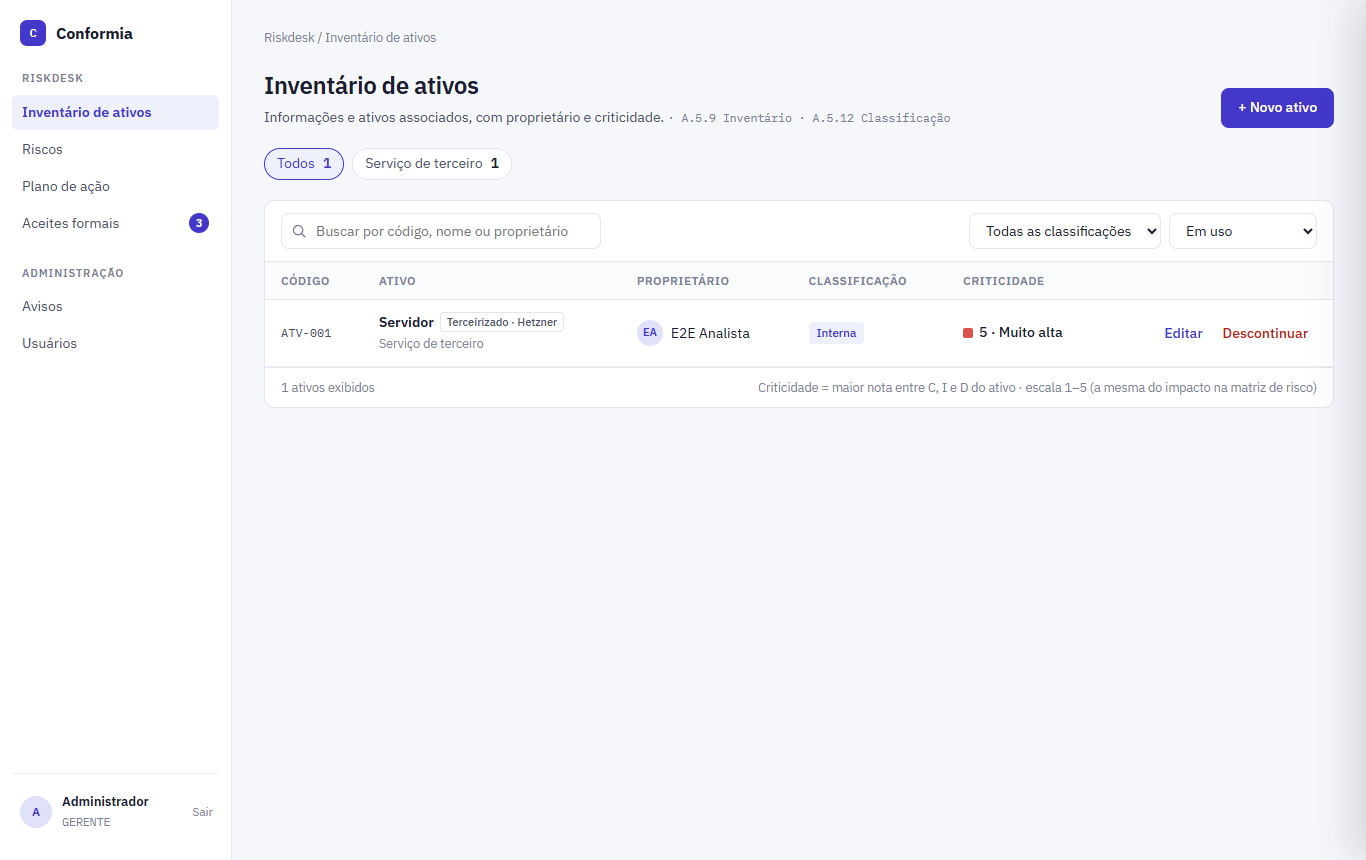 C Conformia
RISKDESK
Inventário de ativos
Riscos
Plano de ação
Aceites formais 3
ADMINISTRAÇÃO
Avisos
Usuários
A Administrador
GERENTE
Sair
Riskdesk / Inventário de ativos
Inventário de ativos
Informações e ativos associados, com proprietário e criticidade. · A.5.9 Inventário · A.5.12 Classificação
+ Novo ativo
Todos 1 Serviço de terceiro 1
Buscar por código, nome ou proprietário Todas as classificações Em uso
CÓDIGO ATIVO PROPRIETÁRIO CLASSIFICAÇÃO CRITICIDADE
ATV-001 Servidor Terceirizado · Hetzner EA E2E Analista Interna 5 · Muito alta Editar Descontinuar
Serviço de terceiro
1 ativos exibidos Criticidade = maior nota entre C, I e D do ativo · escala 1–5 (a mesma do impacto na matriz de risco)